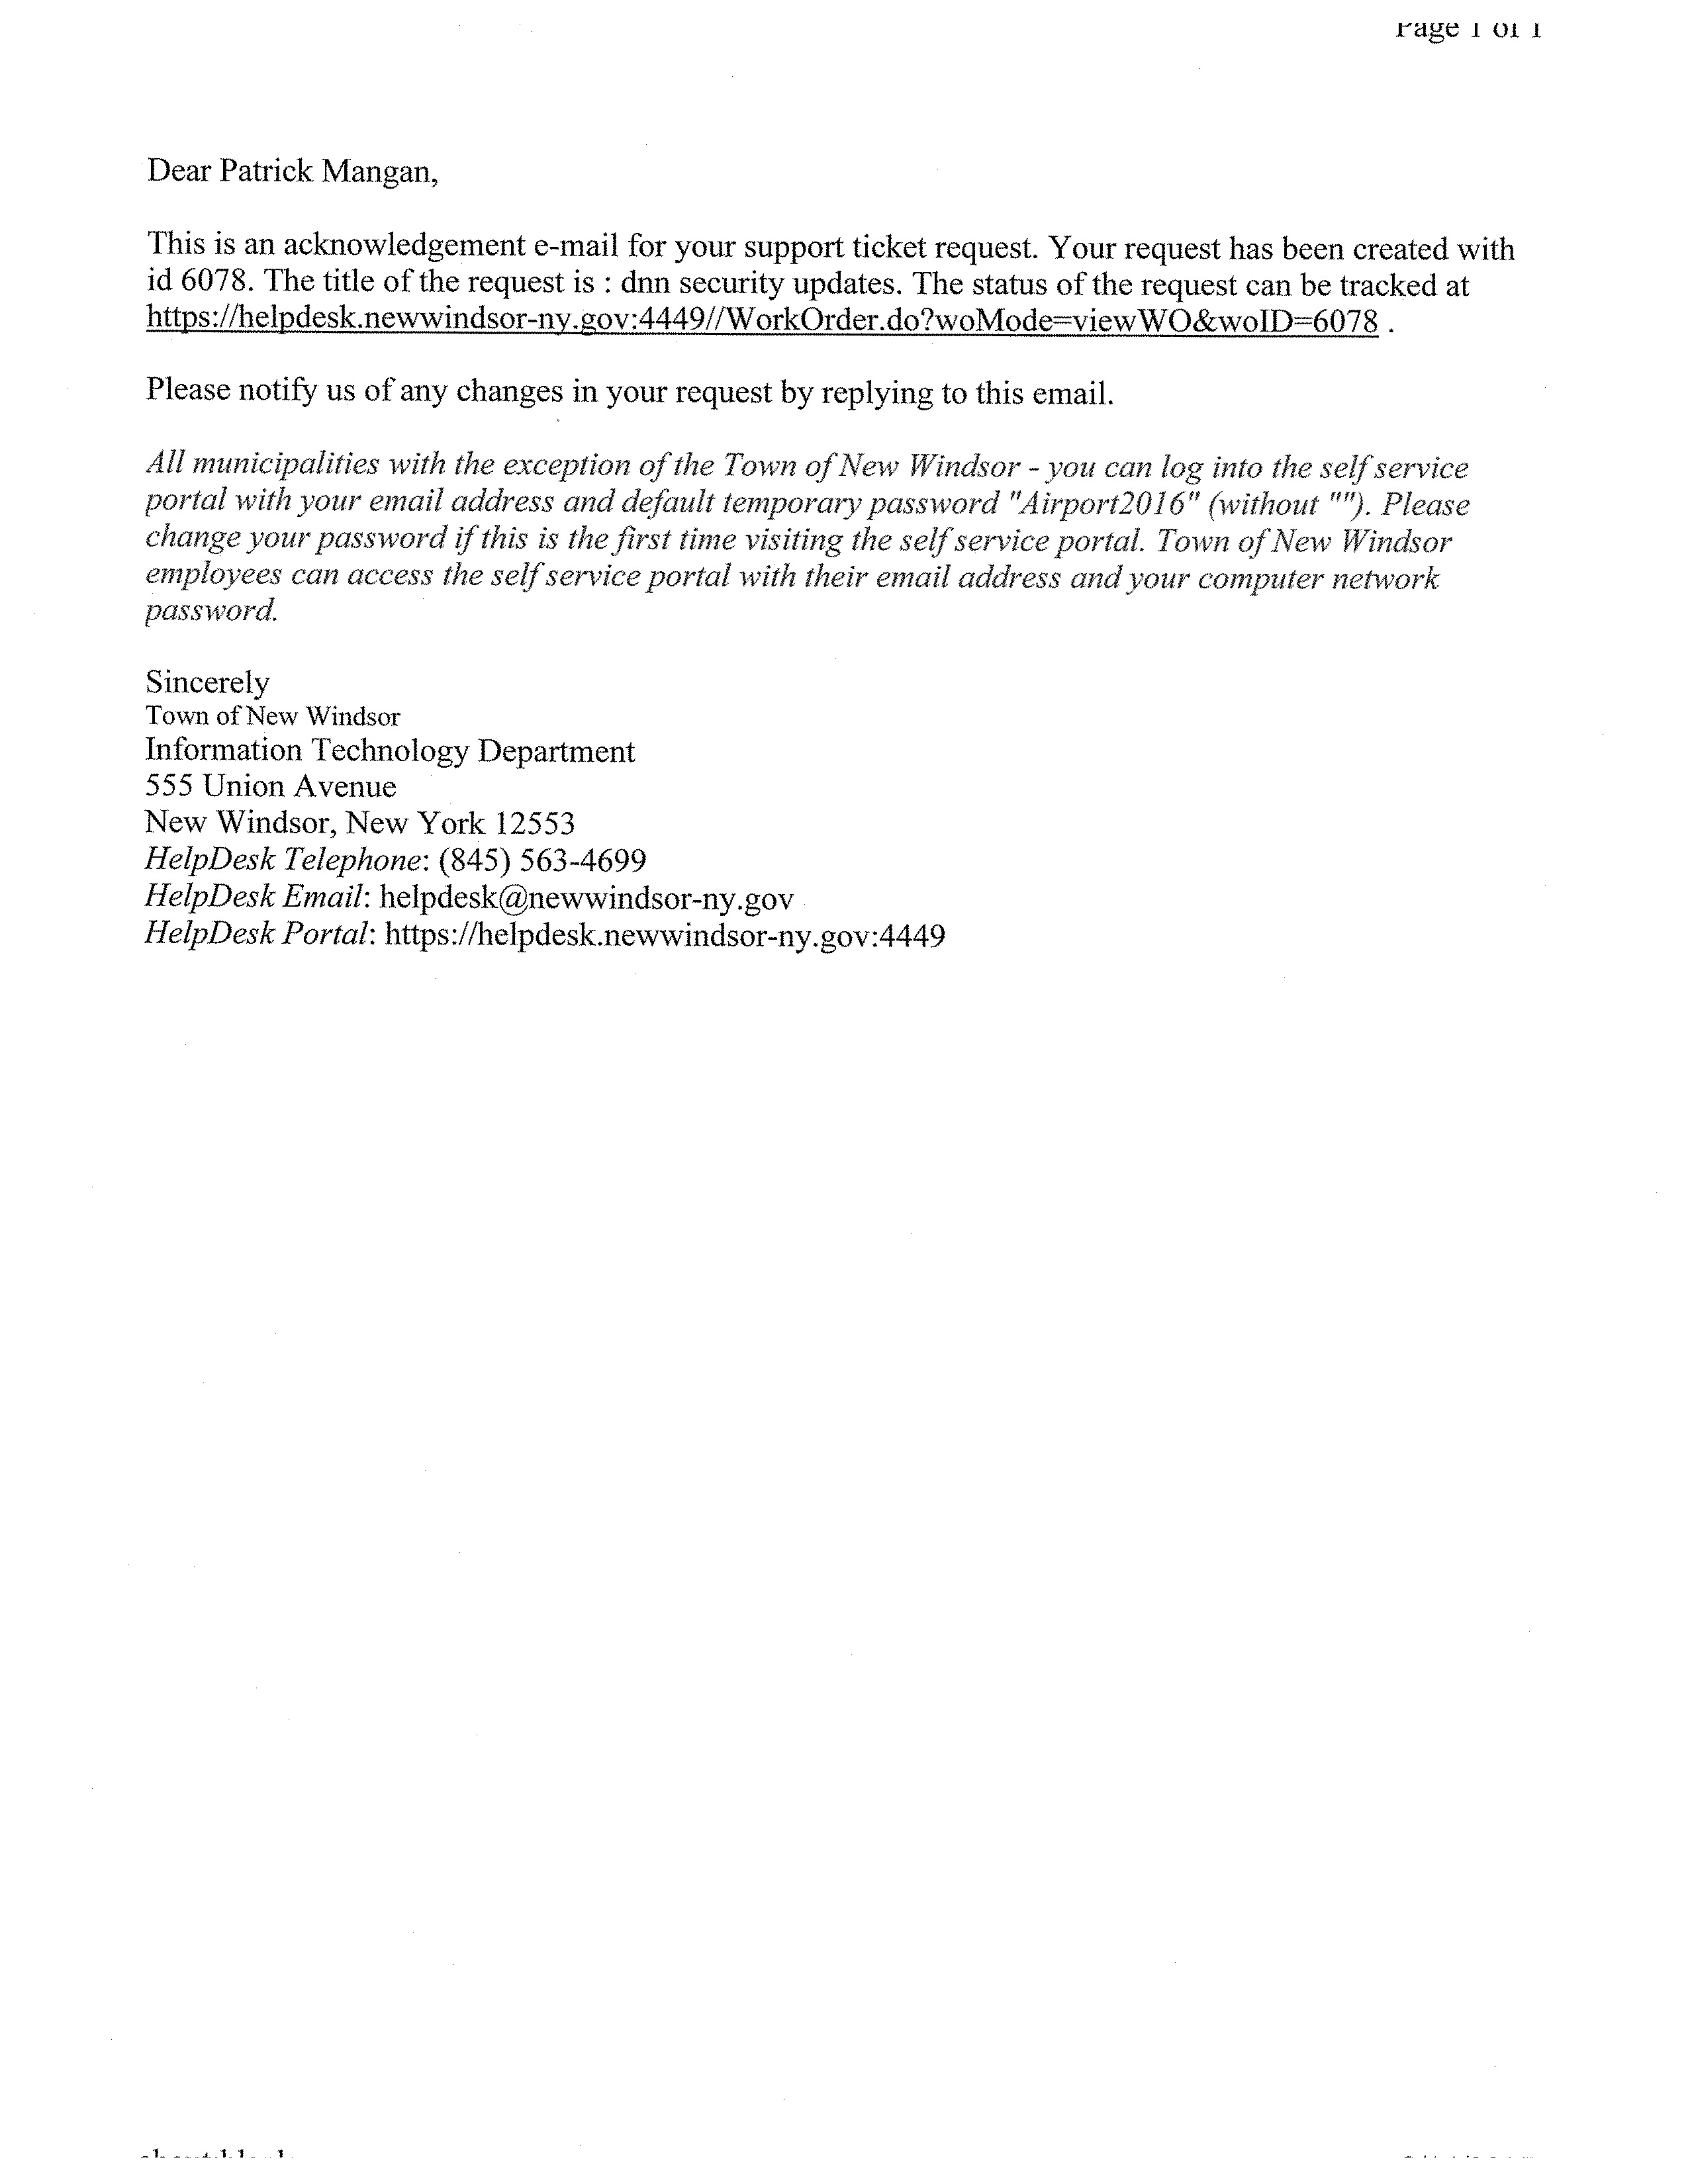 Page 1 of 1
Dear Patrick Mangan,
This is an acknowledgement e-mail for your support ticket request. Your request has been created with
id 6078. The title of the request is : dnn security updates. The status of the request can be tracked at
https://helpdesk.newwindsor-ny.gov:4449//WorkOrder.do?woMode=viewWO&woID=6078 .
Please notify us of any changes in your request by replying to this email.
All municipalities with the exception of the Town of New Windsor - you can log into the self service
portal with your email address and default temporary password "Airport2016" (without ""). Please
change your password if this is the first time visiting the self service portal. Town of New Windsor
employees can access the self service portal with their email address and your computer network
password.
Sincerely
Town of New Windsor
Information Technology Department
555 Union Avenue
New Windsor, New York 12553
HelpDesk Telephone: (845) 563-4699
HelpDesk Email: helpdesk@newwindsor-ny.gov
HelpDesk Portal: https://helpdesk.newwindsor-ny.gov:4449